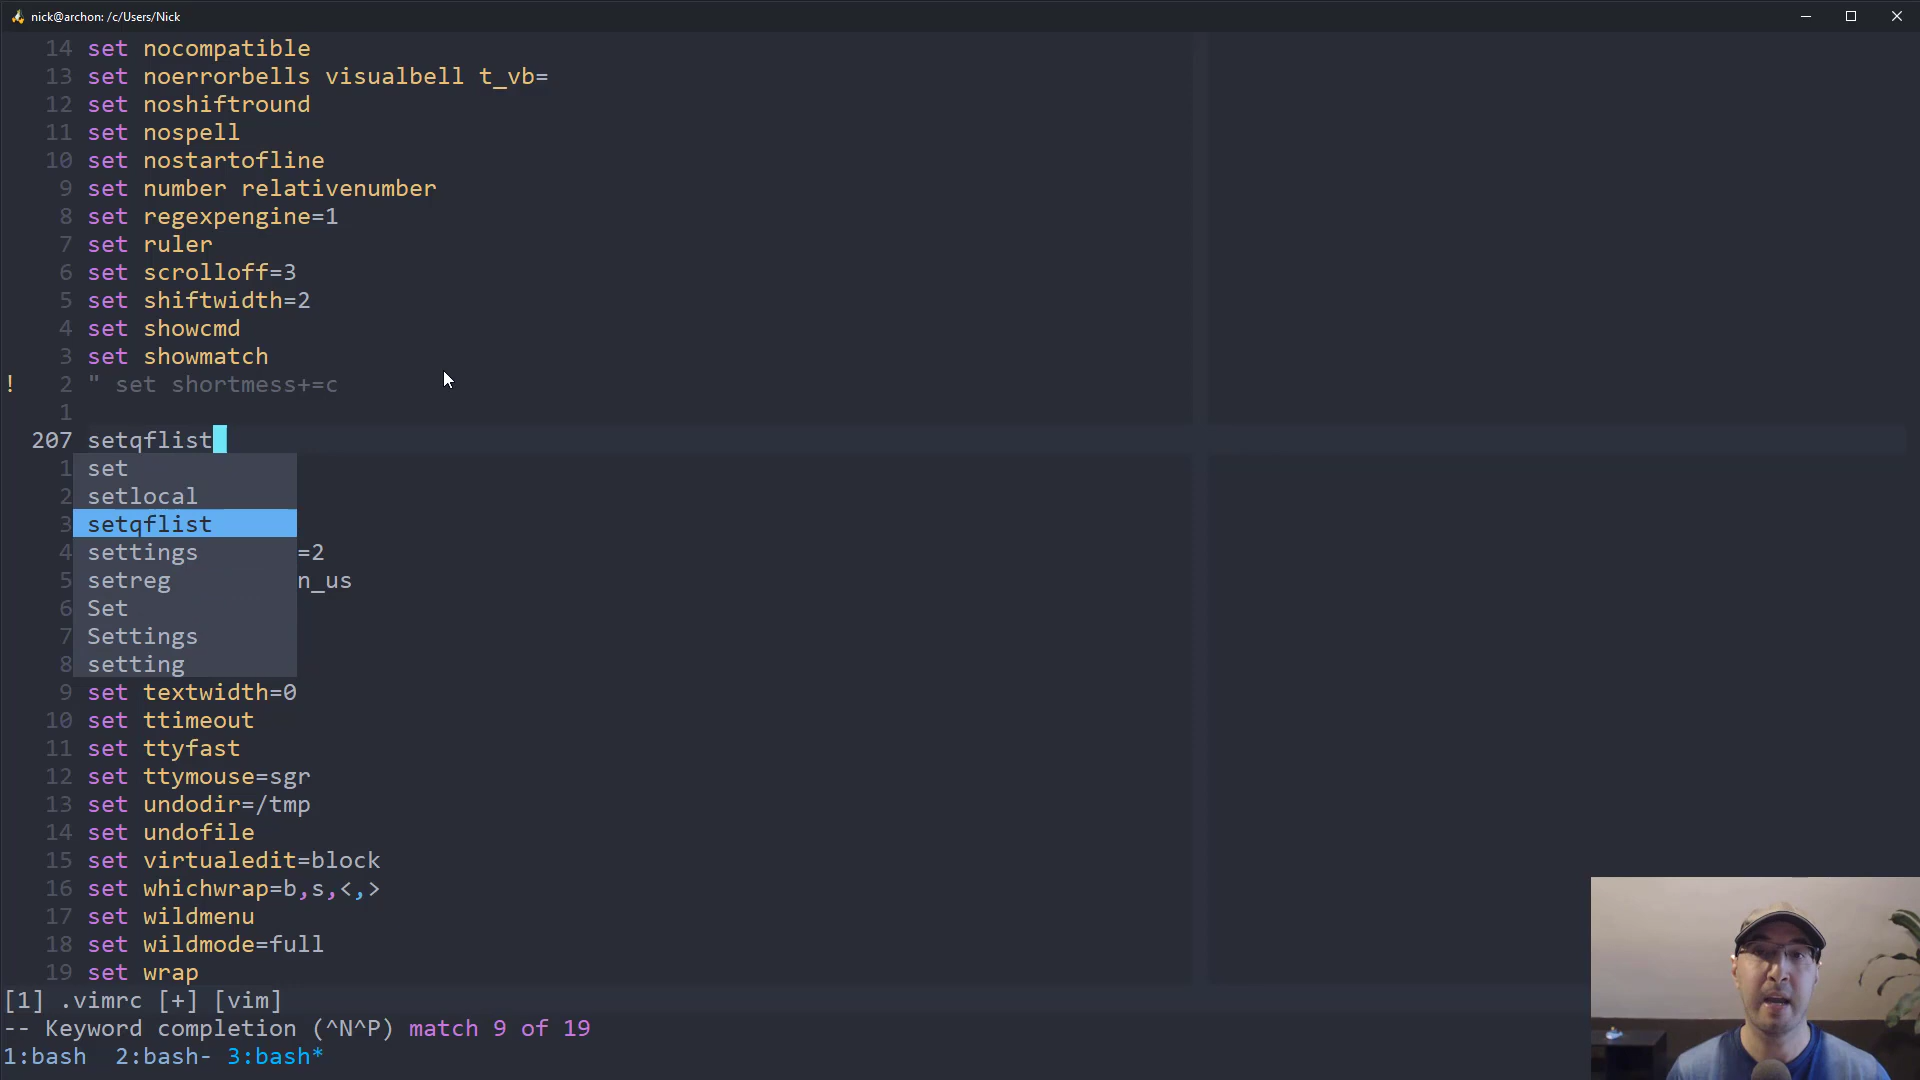 nick@archon: /c/Users/Nick
14 set nocompatible
13 set noerrorbells visualbell t_vb=
12 set noshiftround
11 set nospell
10 set nostartofline
9 set number relativenumber
8 set regexpengine=1
7 set ruler
6 set scrolloff=3
5 set shiftwidth=2
4 set showcmd
3 set showmatch
! 2 " set shortmess+=c
1
207 setqflist
1 set
2 setlocal
3 setqflist
4 settings =2
5 setreg n_us
6 Set
7 Settings
8 setting
9 set textwidth=0
10 set ttimeout
11 set ttyfast
12 set ttymouse=sgr
13 set undodir=/tmp
14 set undofile
15 set virtualedit=block
16 set whichwrap=b,s,<,>
17 set wildmenu
18 set wildmode=full
19 set wrap
[1] .vimrc [+] [vim]
-- Keyword completion (^N^P) match 9 of 19
1:bash 2:bash- 3:bash*